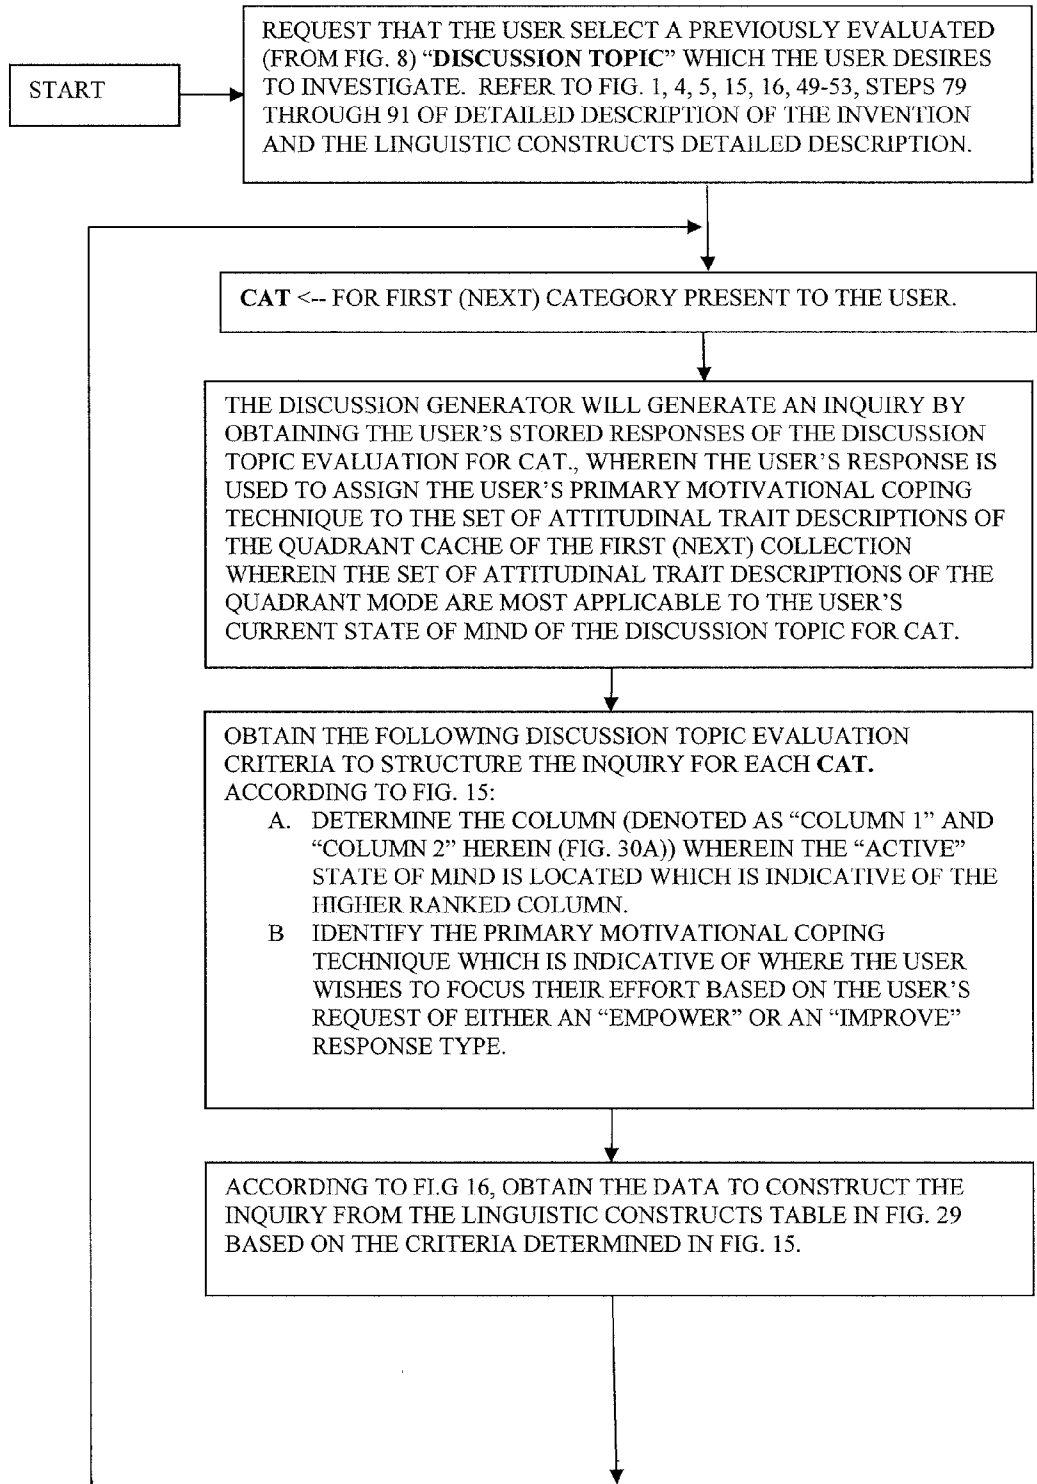 START
REQUEST THAT THE USER SELECT A PREVIOUSLY EVALUATED
(FROM FIG. 8) “DISCUSSION TOPIC” WHICH THE USER DESIRES
TO INVESTIGATE. REFER TO FIG. 1, 4, 5, 15, 16, 49-53, STEPS 79
THROUGH 91 OF DETAILED DESCRIPTION OF THE INVENTION
AND THE LINGUISTIC CONSTRUCTS DETAILED DESCRIPTION.
CAT <-- FOR FIRST (NEXT) CATEGORY PRESENT TO THE USER.
THE DISCUSSION GENERATOR WILL GENERATE AN INQUIRY BY
OBTAINING THE USER’S STORED RESPONSES OF THE DISCUSSION
TOPIC EVALUATION FOR CAT., WHEREIN THE USER’S RESPONSE IS
USED TO ASSIGN THE USER’S PRIMARY MOTIVATIONAL COPING
TECHNIQUE TO THE SET OF ATTITUDINAL TRAIT DESCRIPTIONS OF
THE QUADRANT CACHE OF THE FIRST (NEXT) COLLECTION
WHEREIN THE SET OF ATTITUDINAL TRAIT DESCRIPTIONS OF THE
QUADRANT MODE ARE MOST APPLICABLE TO THE USER’S
CURRENT STATE OF MIND OF THE DISCUSSION TOPIC FOR CAT.
OBTAIN THE FOLLOWING DISCUSSION TOPIC EVALUATION
CRITERIA TO STRUCTURE THE INQUIRY FOR EACH CAT.
ACCORDING TO FIG. 15:
A. DETERMINE THE COLUMN (DENOTED AS “COLUMN 1” AND
“COLUMN 2” HEREIN (FIG. 30A)) WHEREIN THE “ACTIVE”
STATE OF MIND IS LOCATED WHICH IS INDICATIVE OF THE
HIGHER RANKED COLUMN.
B IDENTIFY THE PRIMARY MOTIVATIONAL COPING
TECHNIQUE WHICH IS INDICATIVE OF WHERE THE USER
WISHES TO FOCUS THEIR EFFORT BASED ON THE USER’S
REQUEST OF EITHER AN “EMPOWER” OR AN “IMPROVE”
RESPONSE TYPE.
ACCORDING TO FI.G 16, OBTAIN THE DATA TO CONSTRUCT THE
INQUIRY FROM THE LINGUISTIC CONSTRUCTS TABLE IN FIG. 29
BASED ON THE CRITERIA DETERMINED IN FIG. 15.